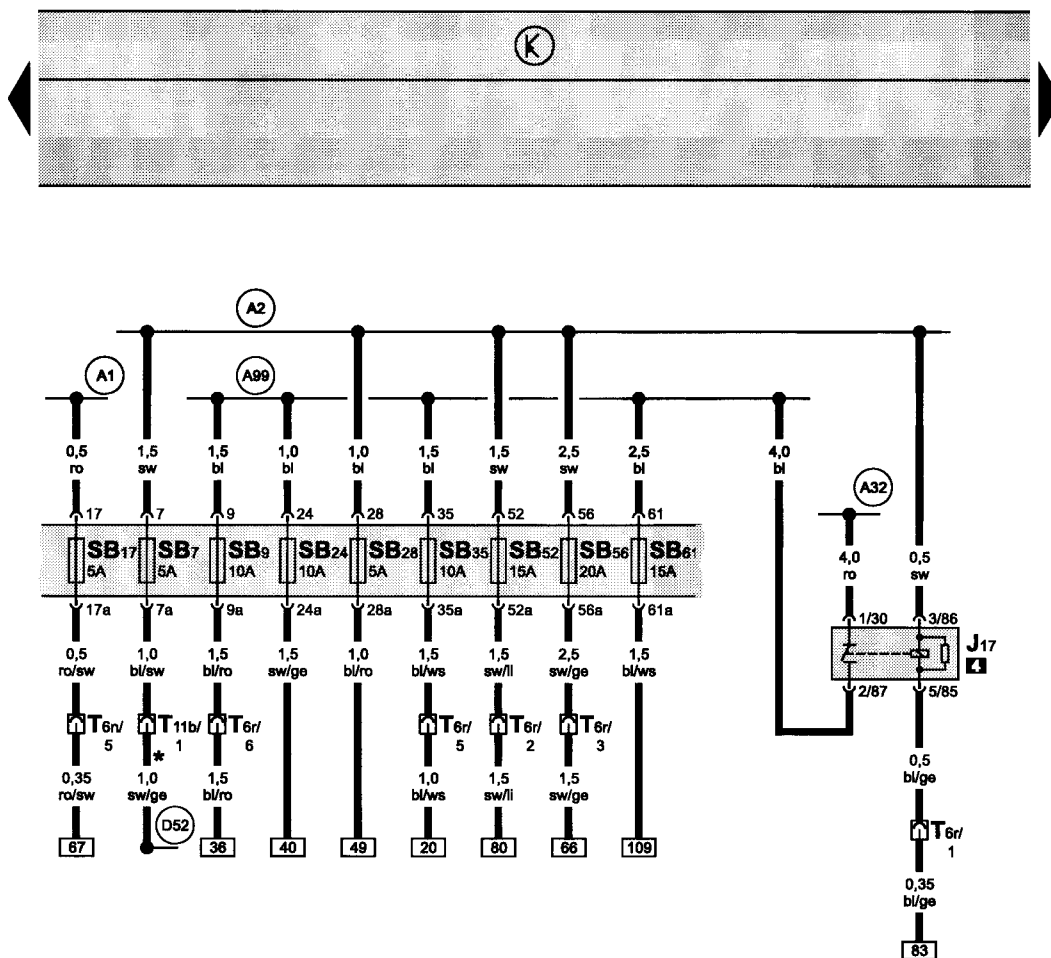 K
A2
A1 A99
0,5 1,5 1,5 1,0 1,0 1,5 1,5 2,5 2,5 4,0
ro sw bl bl bl bl sw sw bl bl
A32
17 7 9 24 28 35 52 56 61
SB17 SB7 SB9 SB24 SB28 SB35 SB52 SB56 SB61
5A 5A 10A 10A 5A 10A 15A 20A 15A
4,0 0,5
ro sw
17a 7a 9a 24a 28a 35a 52a 56a 61a
1/30 3/86
0,5 1,0 1,5 1,5 1,0 1,5 1,5 2,5 1,5
ro/sw bl/sw bl/ro sw/ge bl/ro bl/ws sw/li sw/ge bl/ws
J17
4
2/87 5/85
T6n/ T11b/ T6r/ T6r/ T6r/ T6r/
5 1 6 5 2 3
*
0,35 1,0 1,5 1,0 1,5 1,5
ro/sw sw/ge bl/ro bl/ws sw/li sw/ge
0,5
bl/ge
D52
67 36 40 49 20 80 66 109
T6r/
1
0,35
bl/ge
83